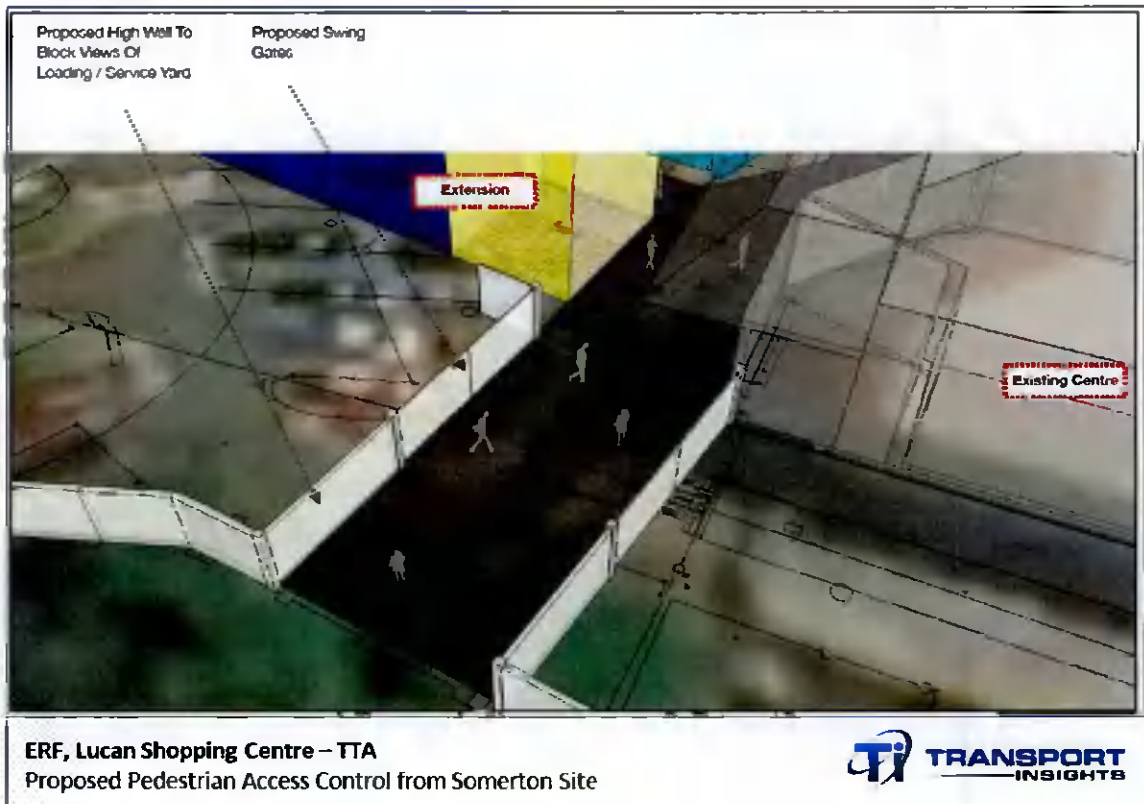 Proposed High Wall To
Block Views Of
Loading / Service Yard
Proposed Swing
Gates
Extension
Existing Centre
ERF, Lucan Shopping Centre – TTA
Proposed Pedestrian Access Control from Somerton Site
Ti TRANSPORT
INSIGHTS